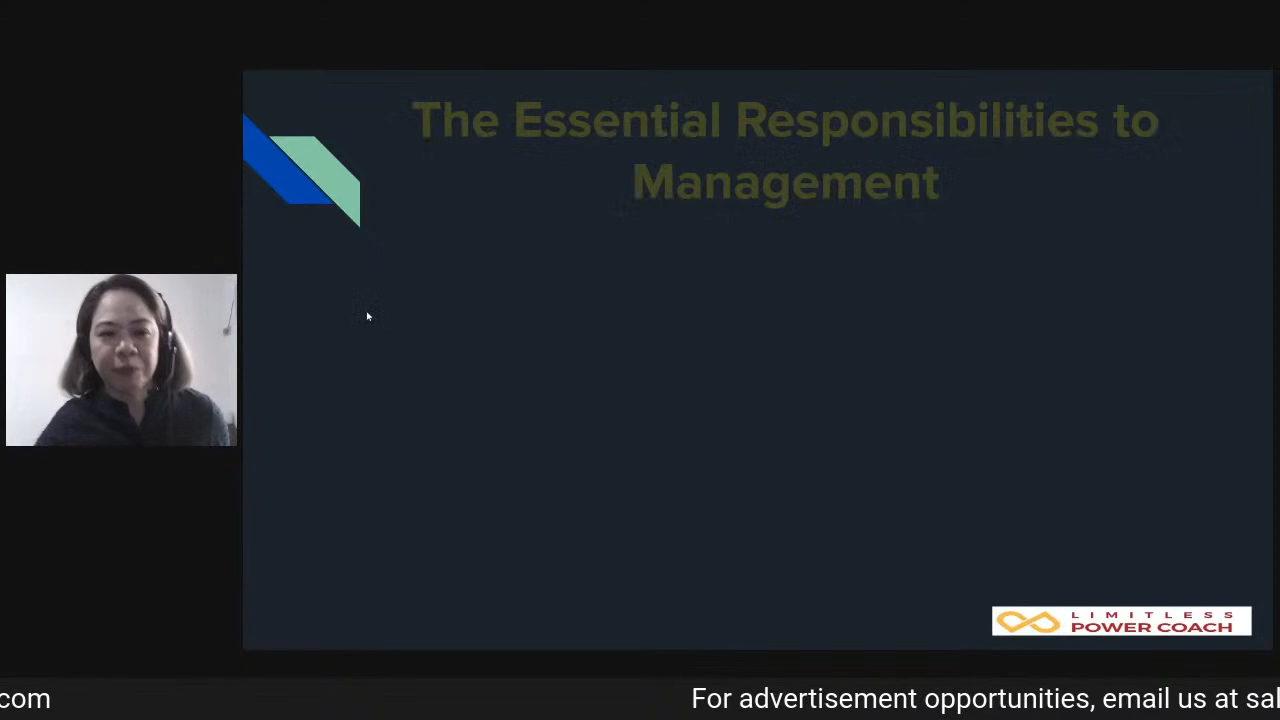 The Essential Responsibilities to
Management
LIMITLESS
POWER COACH
.com
For advertisement opportunities, email us at sal